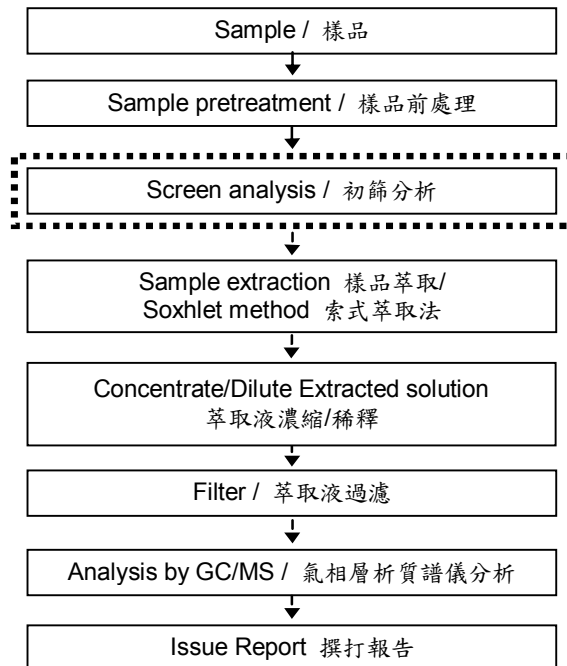 Sample / 樣品
Sample pretreatment / 樣品前處理
Screen analysis / 初篩分析
Sample extraction 樣品萃取/
Soxhlet method 索式萃取法
Concentrate/Dilute Extracted solution
萃取液濃縮/稀釋
Filter / 萃取液過濾
Analysis by GC/MS / 氣相層析質譜儀分析
Issue Report 撰打報告